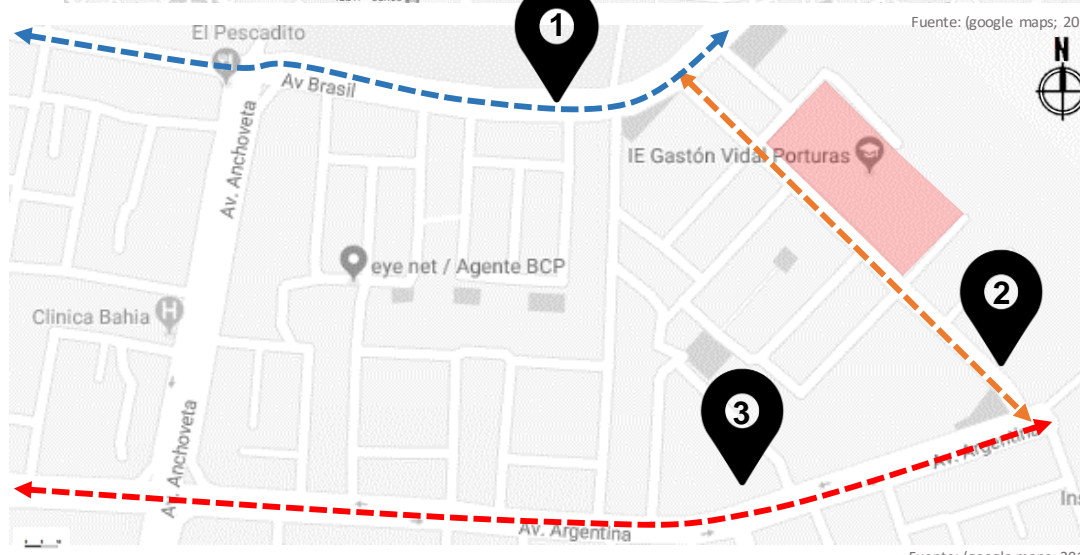 Fuente: (google maps; 20
El Pescadito
1
N
Av Brasil
Av. Anchoveta
IE Gastón Vidal Porturas
eye net / Agente BCP
2
Clinica Bahia
H
3
Av. Anchoveta
Av. Argentina
Ins
Av. Argentina